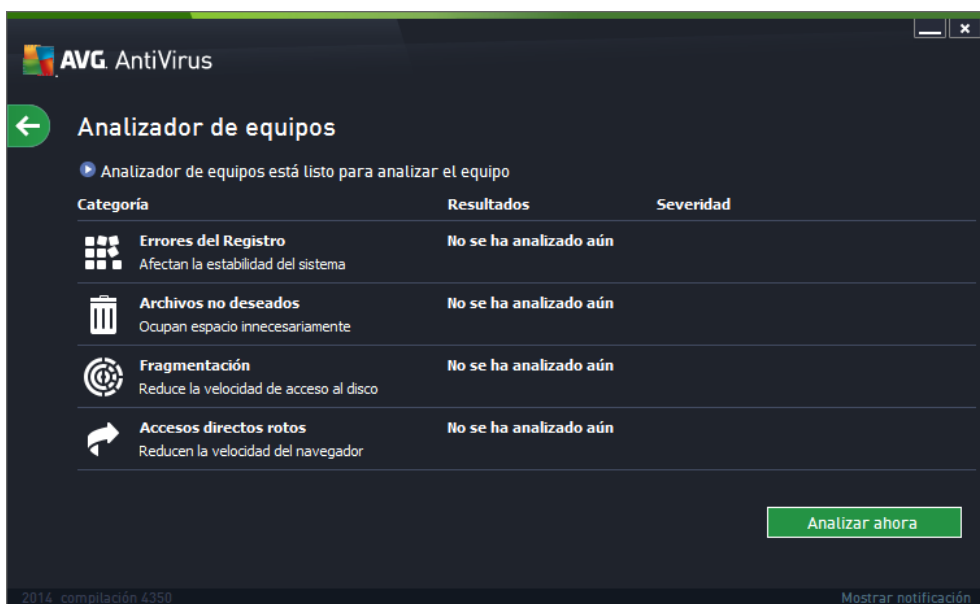 AVG. AntiVirus
Analizador de equipos
Analizador de equipos está listo para analizar el equipo
Categoría Resultados Severidad
Errores del Registro No se ha analizado aún
Afectan la estabilidad del sistema
Archivos no deseados No se ha analizado aún
Ocupan espacio innecesariamente
Fragmentación No se ha analizado aún
Reduce la velocidad de acceso al disco
Accesos directos rotos No se ha analizado aún
Reducen la velocidad del navegador
Analizar ahora
2014 compilación 4350 Mostrar notificación